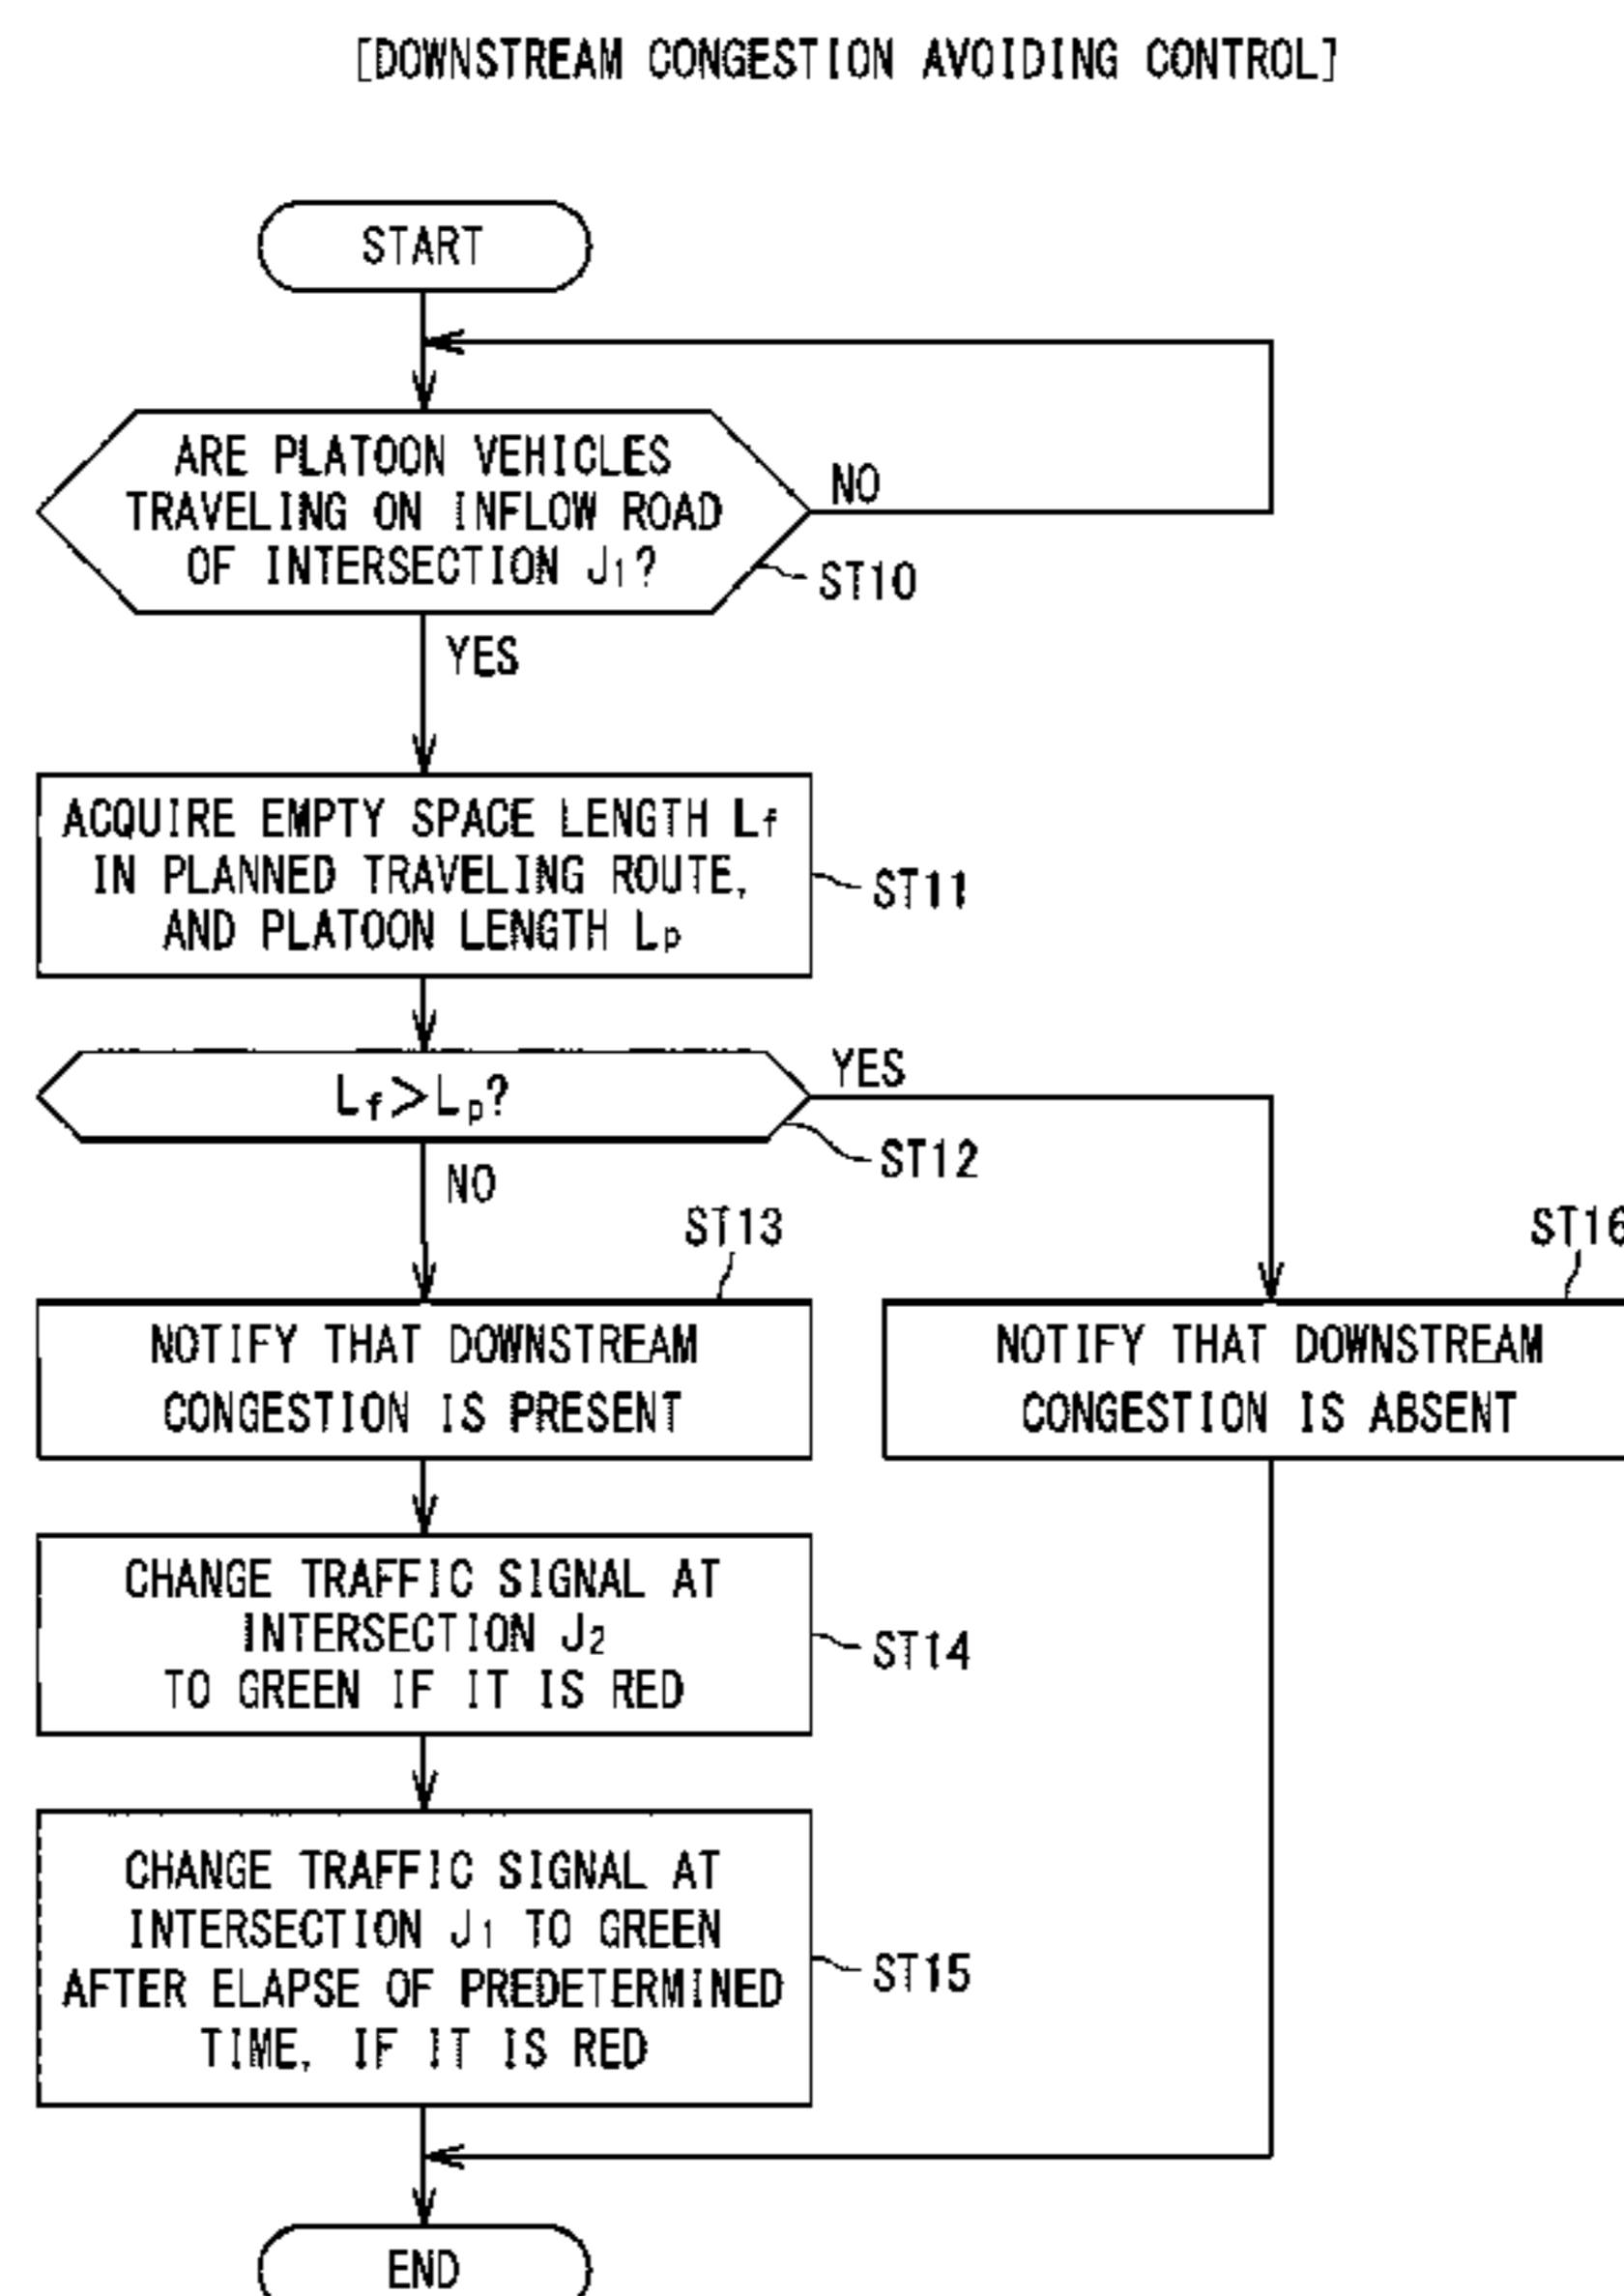 [DOWNSTREAM CONGESTION AVOIDING CONTROL]
START
ARE PLATOON VEHICLES
TRAVELING ON INFLOW ROAD
OF INTERSECTION J1?
NO
ST10
YES
ACQUIRE EMPTY SPACE LENGTH Lf
IN PLANNED TRAVELING ROUTE,
AND PLATOON LENGTH Lp
ST11
Lf>Lp?
YES
ST12
NO
ST13
ST16
NOTIFY THAT DOWNSTREAM
CONGESTION IS PRESENT
NOTIFY THAT DOWNSTREAM
CONGESTION IS ABSENT
CHANGE TRAFFIC SIGNAL AT
INTERSECTION J2
TO GREEN IF IT IS RED
ST14
CHANGE TRAFFIC SIGNAL AT
INTERSECTION J1 TO GREEN
AFTER ELAPSE OF PREDETERMINED
TIME, IF IT IS RED
ST15
END